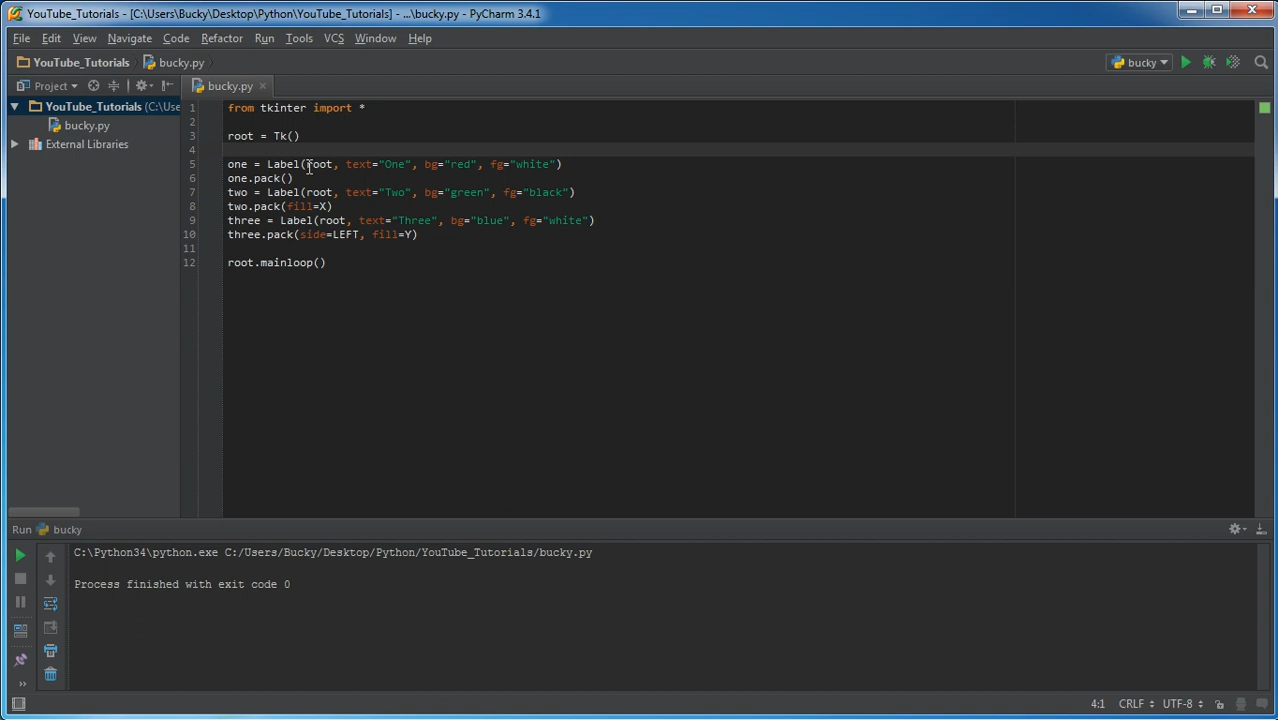 YouTube_Tutorials - [C:\Users\Bucky\Desktop\Python\YouTube_Tutorials] - ...\bucky.py - PyCharm 3.4.1
File Edit View Navigate Code Refactor Run Tools VCS Window Help
YouTube_Tutorials bucky.py bucky
Project bucky.py
YouTube_Tutorials (C:\Use
bucky.py
External Libraries
1 from tkinter import *
2
3 root = Tk()
4
5 one = Label(root, text="One", bg="red", fg="white")
6 one.pack()
7 two = Label(root, text="Two", bg="green", fg="black")
8 two.pack(fill=X)
9 three = Label(root, text="Three", bg="blue", fg="white")
10 three.pack(side=LEFT, fill=Y)
11
12 root.mainloop()
Run bucky
C:\Python34\python.exe C:/Users/Bucky/Desktop/Python/YouTube_Tutorials/bucky.py
Process finished with exit code 0
4:1 CRLF UTF-8